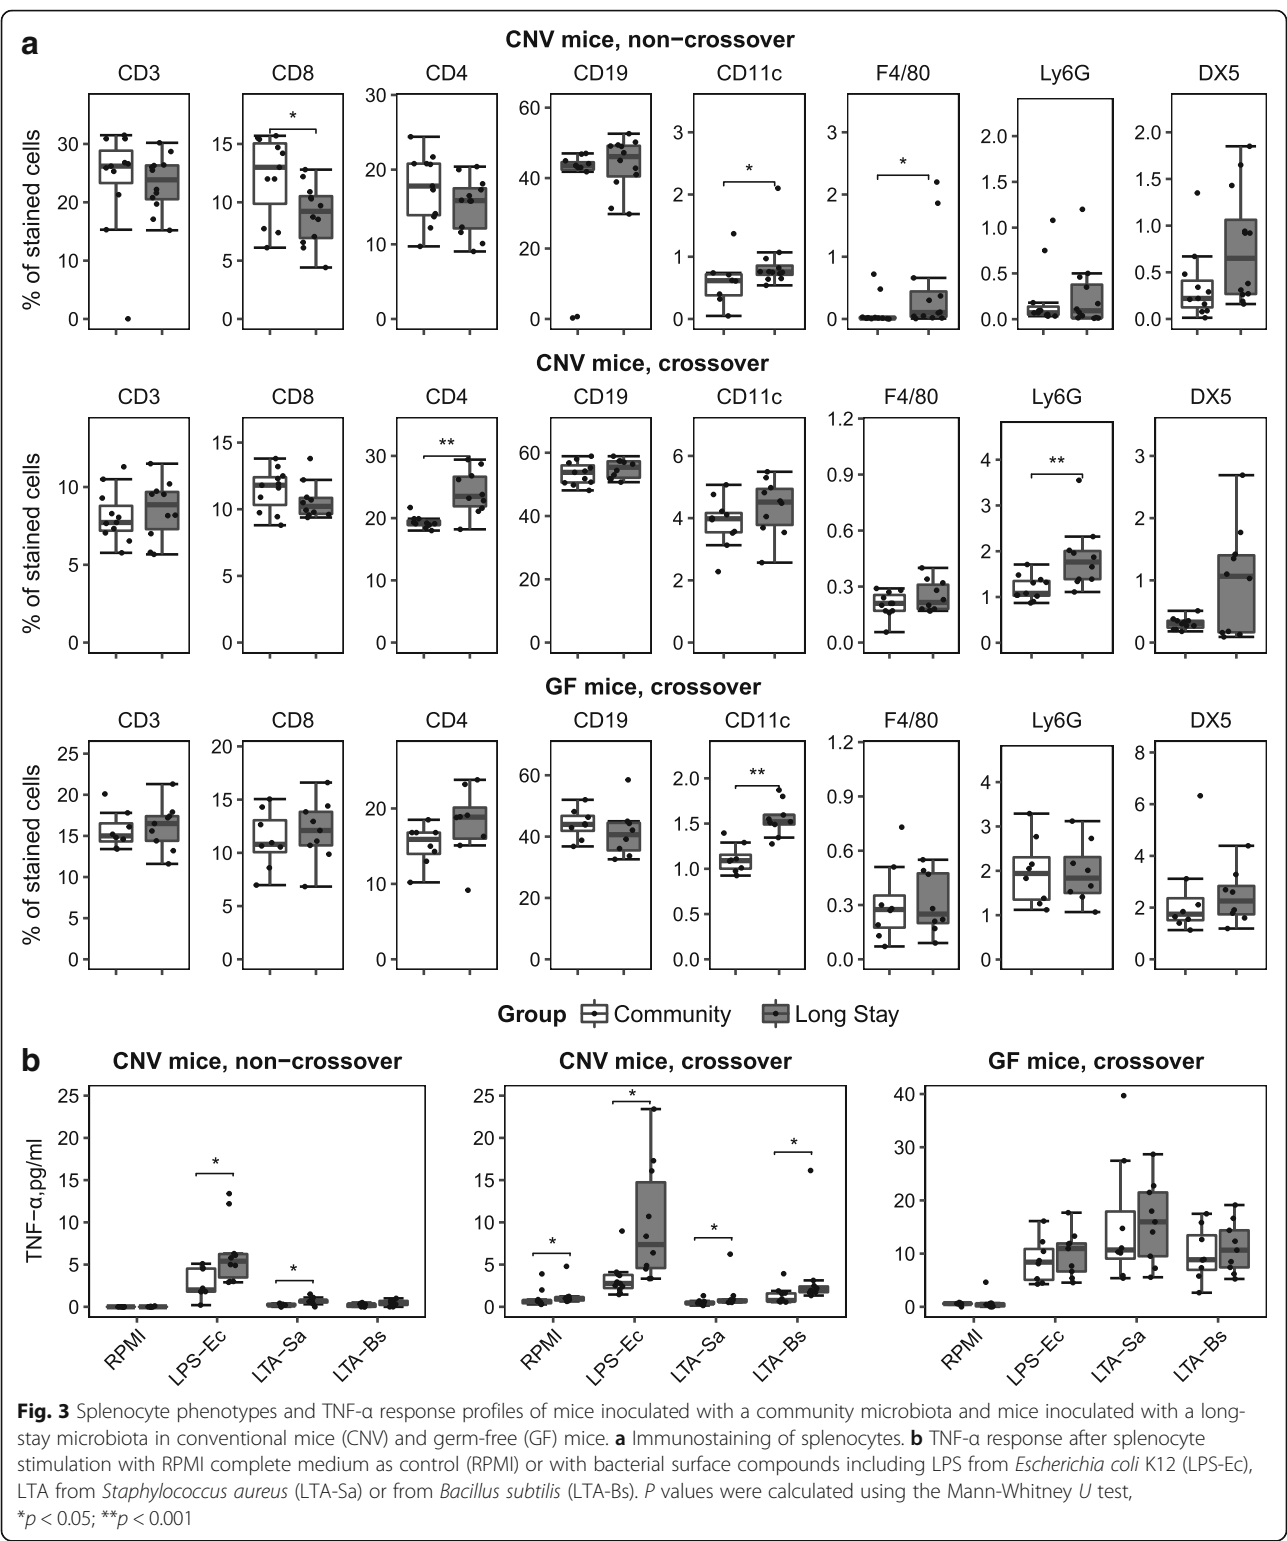 a
CNV mice, non−crossover
CD3 CD8 CD4 CD19 CD11c F4/80 Ly6G DX5
% of stained cells
30 20 10 0
15 10 5 0
30 20 10 0
60 40 20 0
3 2 1 0
3 2 1 0
2.0 1.5 1.0 0.5 0.0
2.0 1.5 1.0 0.5 0.0
* * *
CNV mice, crossover
CD3 CD8 CD4 CD19 CD11c F4/80 Ly6G DX5
% of stained cells
10 5 0
15 10 5 0
30 20 10 0
60 40 20 0
6 4 2 0
1.2 0.9 0.6 0.3 0.0
4 3 2 1 0
3 2 1 0
** **
GF mice, crossover
CD3 CD8 CD4 CD19 CD11c F4/80 Ly6G DX5
% of stained cells
25 20 15 10 5 0
20 15 10 5 0
20 10 0
60 40 20 0
2.0 1.5 1.0 0.5 0.0
1.2 0.9 0.6 0.3 0.0
4 3 2 1 0
8 6 4 2 0
**
Group Community Long Stay
b
CNV mice, non−crossover CNV mice, crossover GF mice, crossover
TNF−α,pg/ml
25 20 15 10 5 0
25 20 15 10 5 0
40 30 20 10 0
* *
* * * *
RPMI LPS−Ec LTA−Sa LTA−Bs
RPMI LPS−Ec LTA−Sa LTA−Bs
RPMI LPS−Ec LTA−Sa LTA−Bs
Fig. 3 Splenocyte phenotypes and TNF-α response profiles of mice inoculated with a community microbiota and mice inoculated with a long-
stay microbiota in conventional mice (CNV) and germ-free (GF) mice. a Immunostaining of splenocytes. b TNF-α response after splenocyte
stimulation with RPMI complete medium as control (RPMI) or with bacterial surface compounds including LPS from Escherichia coli K12 (LPS-Ec),
LTA from Staphylococcus aureus (LTA-Sa) or from Bacillus subtilis (LTA-Bs). P values were calculated using the Mann-Whitney U test,
*p < 0.05; **p < 0.001